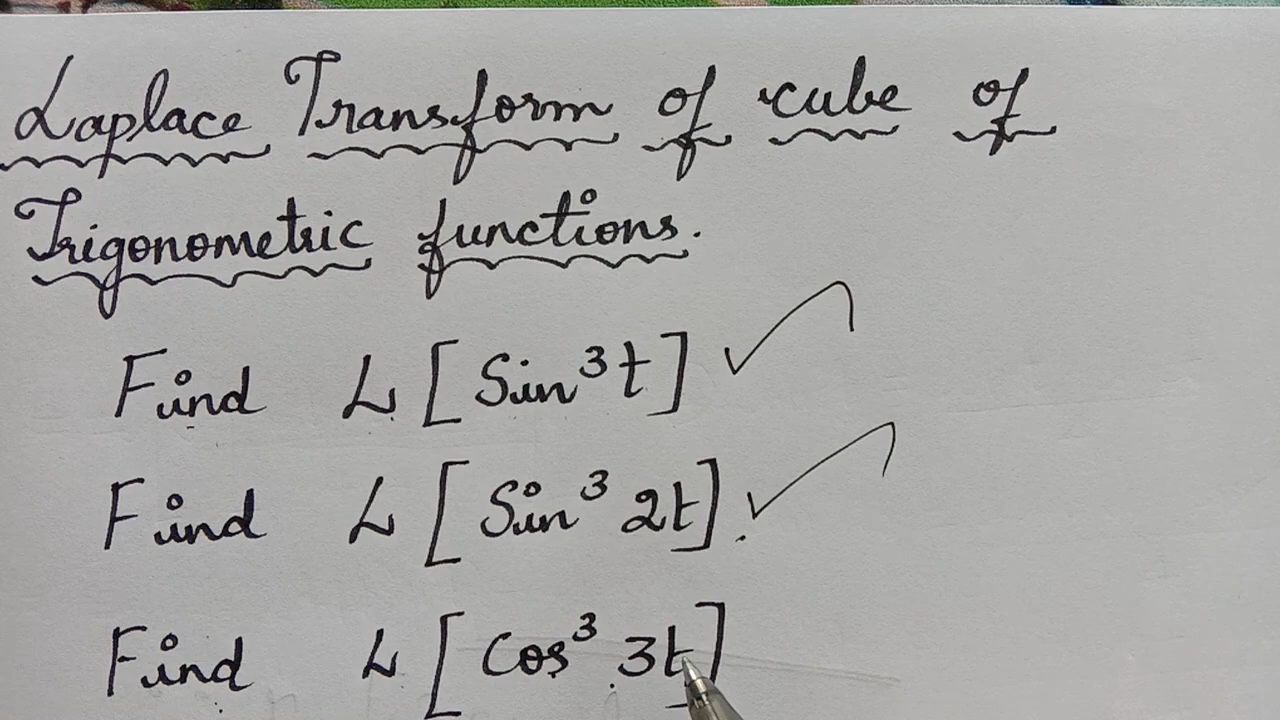 Laplace Transform of cube of
Trigonometric functions.
Find L [Sin³t]
Find L [Sin³ 2t].
Find L [Cos³ 3t]